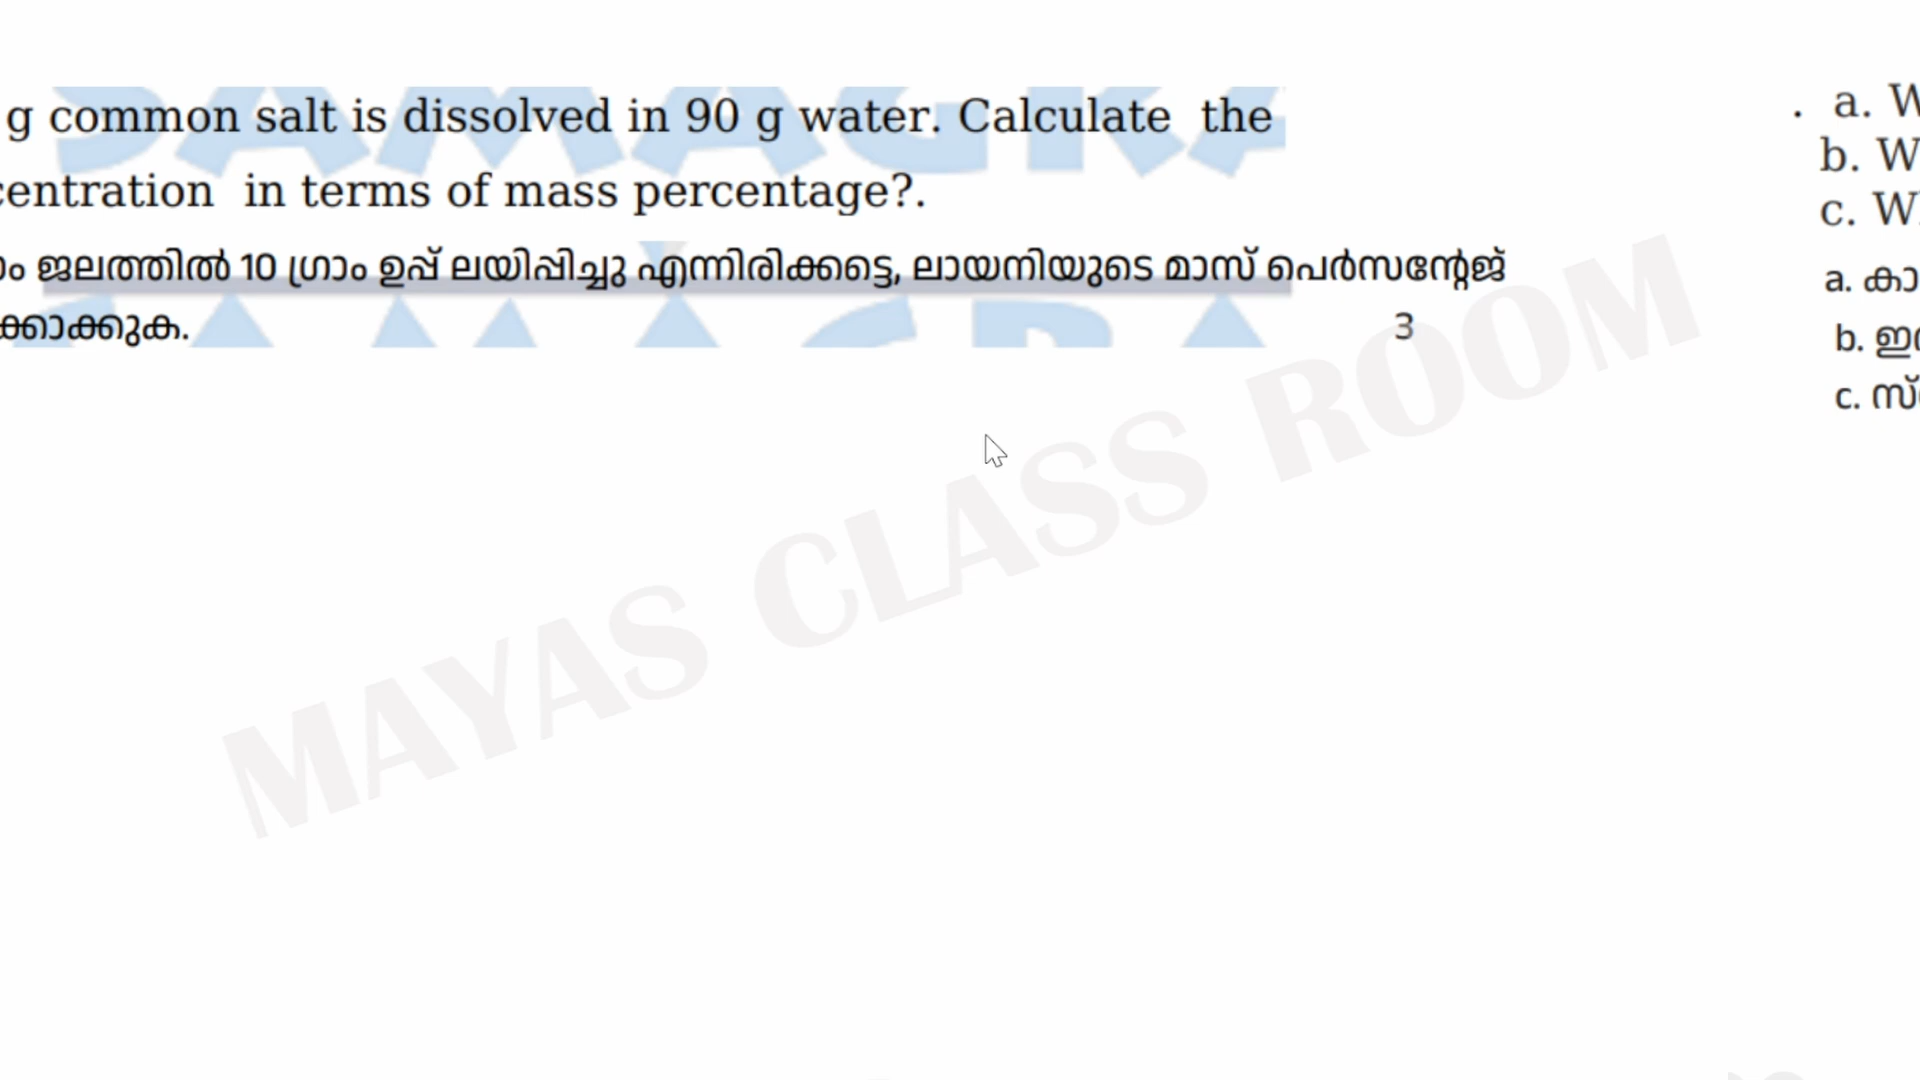 g common salt is dissolved in 90 g water. Calculate the
centration in terms of mass percentage?.
ജലത്തിൽ 10 ഗ്രാം ഉപ്പ് ലയിപ്പിച്ചു എന്നിരിക്കട്ടെ, ലായനിയുടെ മാസ് പെർസന്റേജ്
ക്കാക്കുക. 3
. a. W
b. W
c. W
a. കാ
b. ഇ
c. സ്
SAMAGRA
MAYAS CLASS ROOM